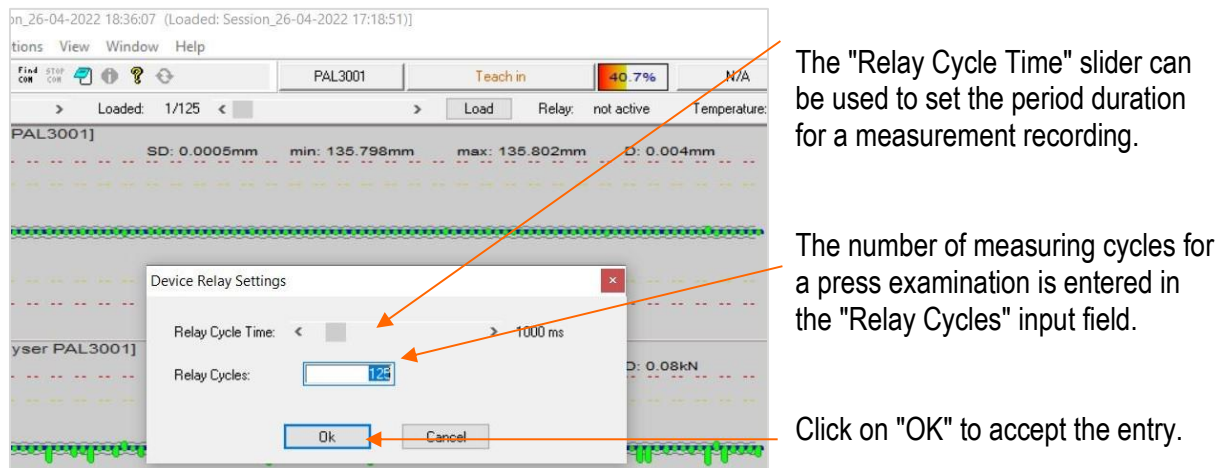 on_26-04-2022 18:36:07 (Loaded: Session_26-04-2022 17:18:51)]
tions View Window Help
Find COM STOP COM PAL3001 Teach in 40.7% N/A
> Loaded: 1/125 < > Load Relay: not active Temperature:
PAL3001]
SD: 0.0005mm min: 135.798mm max: 135.802mm D: 0.004mm
Device Relay Settings
Relay Cycle Time: < > 1000 ms
yser PAL3001]
Relay Cycles: 125
D: 0.08kN
Ok Cancel
The "Relay Cycle Time" slider can
be used to set the period duration
for a measurement recording.
The number of measuring cycles for
a press examination is entered in
the "Relay Cycles" input field.
Click on "OK" to accept the entry.